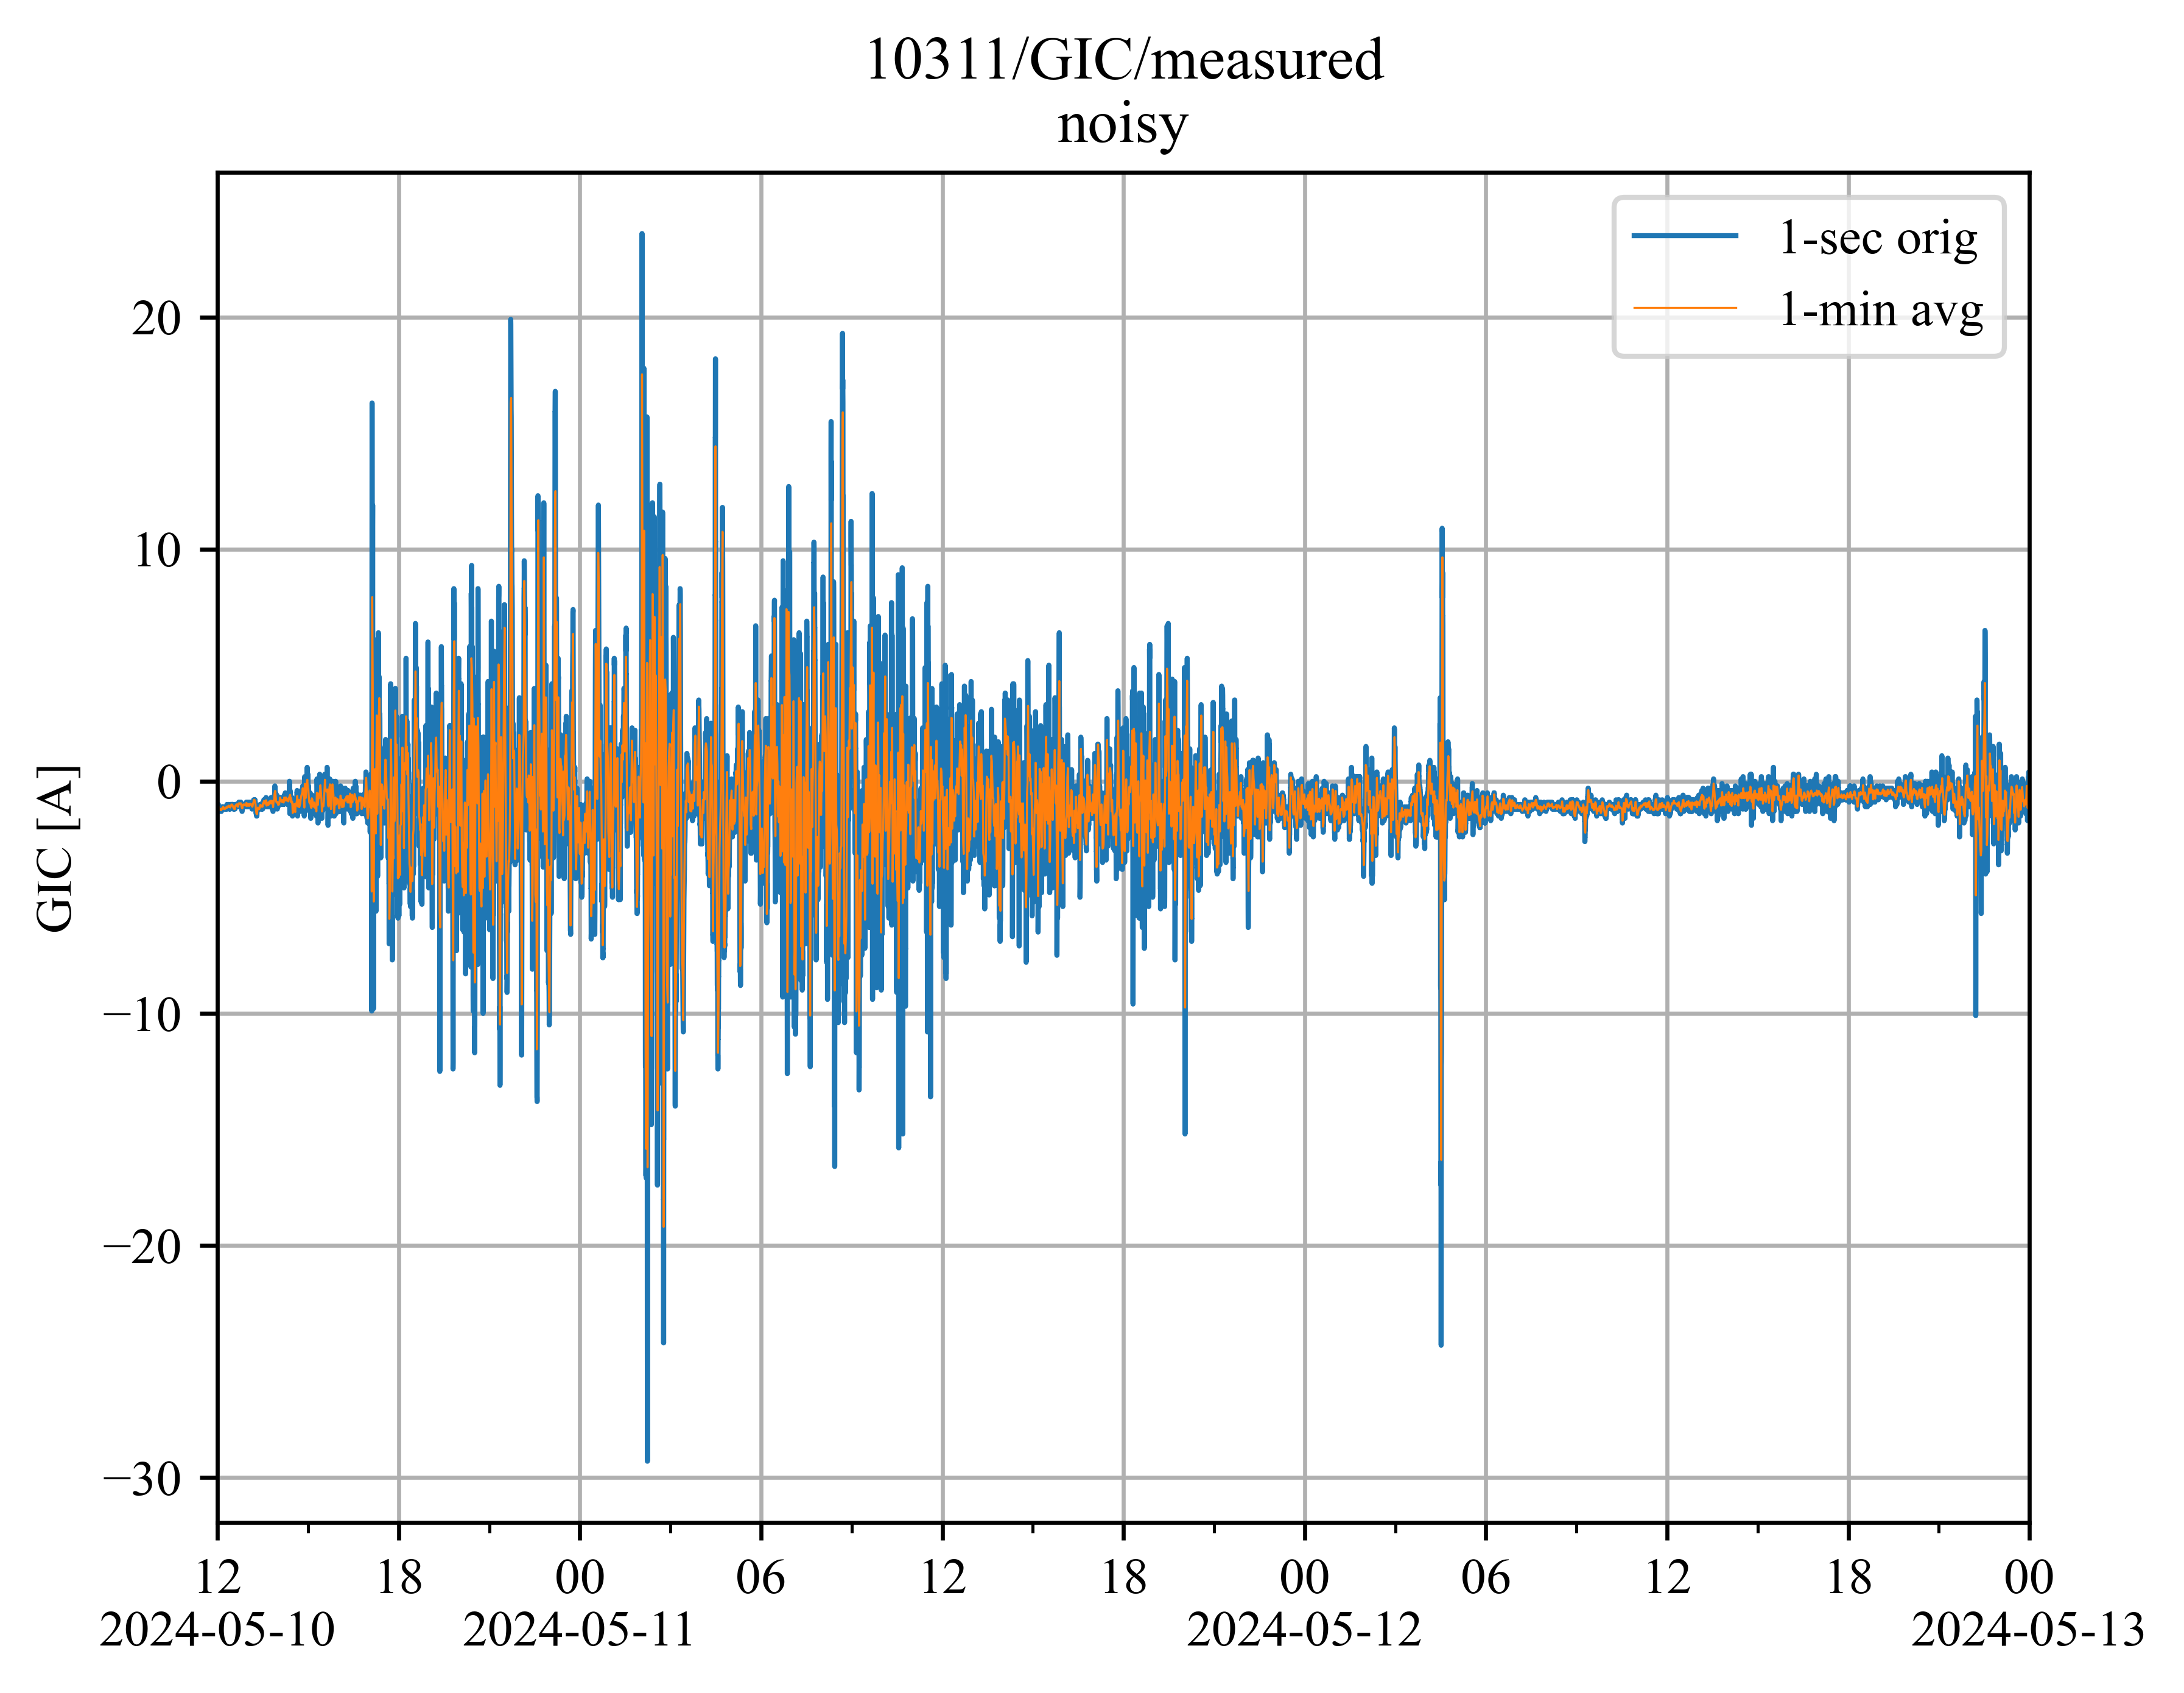 10311/GIC/measured
noisy
1-sec orig
1-min avg
GIC [A]
20
10
0
−10
−20
−30
12 18 00 06 12 18 00 06 12 18 00
2024-05-10 2024-05-11 2024-05-12 2024-05-13